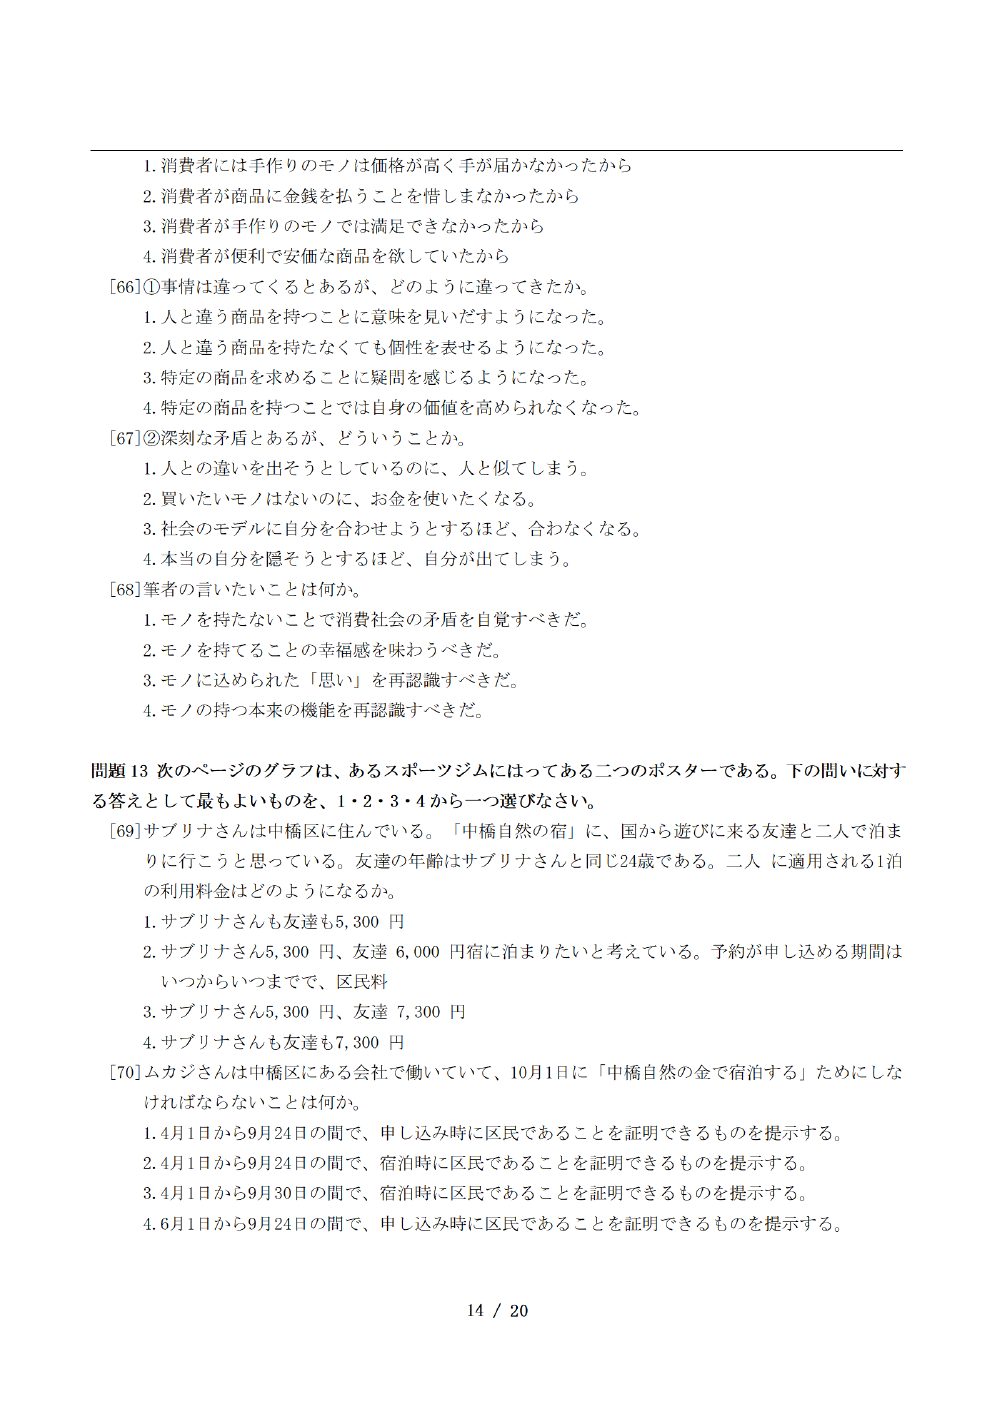 1.消費者には手作りのモノは価格が高く手が届かなかったから
2.消費者が商品に金銭を払うことを惜しまなかったから
3.消費者が手作りのモノでは満足できなかったから
4.消費者が便利で安価な商品を欲していたから
[66]①事情は違ってくるとあるが、どのように違ってきたか。
1.人と違う商品を持つことに意味を見いだすようになった。
2.人と違う商品を持たなくても個性を表せるようになった。
3.特定の商品を求めることに疑問を感じるようになった。
4.特定の商品を持つことでは自身の価値を高められなくなった。
[67]②深刻な矛盾とあるが、どういうことか。
1.人との違いを出そうとしているのに、人と似てしまう。
2.買いたいモノはないのに、お金を使いたくなる。
3.社会のモデルに自分を合わせようとするほど、合わなくなる。
4.本当の自分を隠そうとするほど、自分が出てしまう。
[68]筆者の言いたいことは何か。
1.モノを持たないことで消費社会の矛盾を自覚すべきだ。
2.モノを持てることの幸福感を味わうべきだ。
3.モノに込められた「思い」を再認識すべきだ。
4.モノの持つ本来の機能を再認識すべきだ。
問題 13 次のページのグラフは、あるスポーツジムにはってある二つのポスターである。下の問いに対す
る答えとして最もよいものを、1・2・3・4 から一つ選びなさい。
[69]サブリナさんは中橋区に住んでいる。「中橋自然の宿」に、国から遊びに来る友達と二人で泊ま
りに行こうと思っている。友達の年齢はサブリナさんと同じ24歳である。二人 に適用される1泊
の利用料金はどのようになるか。
1.サブリナさんも友達も5,300 円
2.サブリナさん5,300 円、友達 6,000 円宿に泊まりたいと考えている。予約が申し込める期間は
いつからいつまでで、区民料
3.サブリナさん5,300 円、友達 7,300 円
4.サブリナさんも友達も7,300 円
[70]ムカジさんは中橋区にある会社で働いていて、10月1日に「中橋自然の金で宿泊する」ためにしな
ければならないことは何か。
1.4月1日から9月24日の間で、申し込み時に区民であることを証明できるものを提示する。
2.4月1日から9月24日の間で、宿泊時に区民であることを証明できるものを提示する。
3.4月1日から9月30日の間で、宿泊時に区民であることを証明できるものを提示する。
4.6月1日から9月24日の間で、申し込み時に区民であることを証明できるものを提示する。
14 / 20